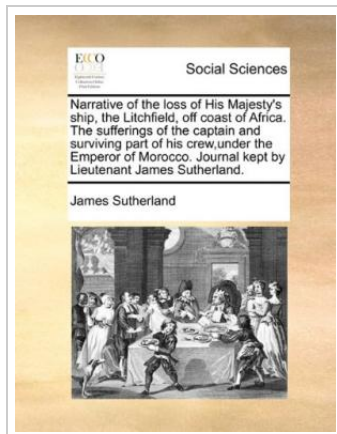 ECCO
Social Sciences
Narrative of the loss of His Majesty's
ship, the Litchfield, off coast of Africa.
The sufferings of the captain and
surviving part of his crew,under the
Emperor of Morocco. Journal kept by
Lieutenant James Sutherland.
James Sutherland